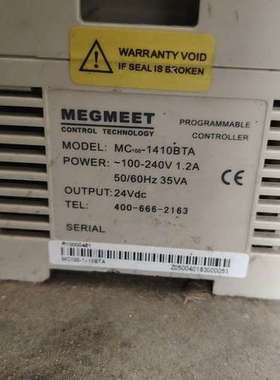 WARRANTY VOID
IF SEAL IS BROKEN
MEGMEET
CONTROL TECHNOLOGY
PROGRAMMABLE
CONTROLLER
MODEL: MC100-1410BTA
POWER: ~100-240V 1.2A
50/60Hz 35VA
OUTPUT: 24Vdc
TEL: 400-666-2163
SERIAL
CE